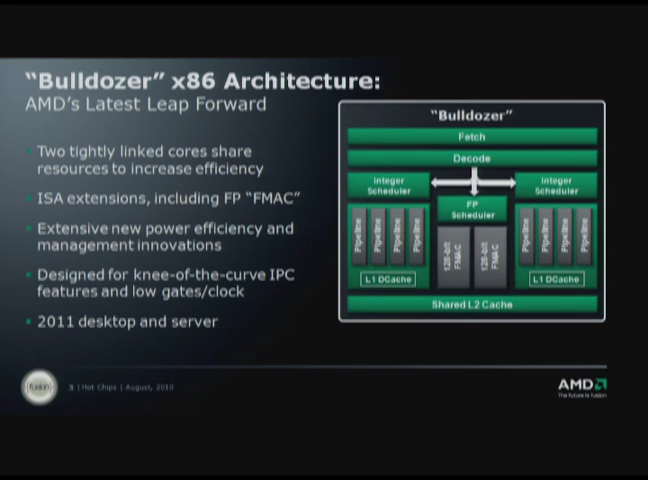 “Bulldozer” x86 Architecture:
AMD’s Latest Leap Forward
Two tightly linked cores share
resources to increase efficiency
ISA extensions, including FP “FMAC”
Extensive new power efficiency and
management innovations
Designed for knee-of-the-curve IPC
features and low gates/clock
2011 desktop and server
“Bulldozer”
Fetch
Decode
Integer
Scheduler
FP
Scheduler
Integer
Scheduler
Pipeline
Pipeline
Pipeline
Pipeline
128-bit
FMAC
128-bit
FMAC
Pipeline
Pipeline
Pipeline
Pipeline
L1 DCache
L1 DCache
Shared L2 Cache
fusion
3 | Hot Chips | August, 2010
AMD
The future is fusion